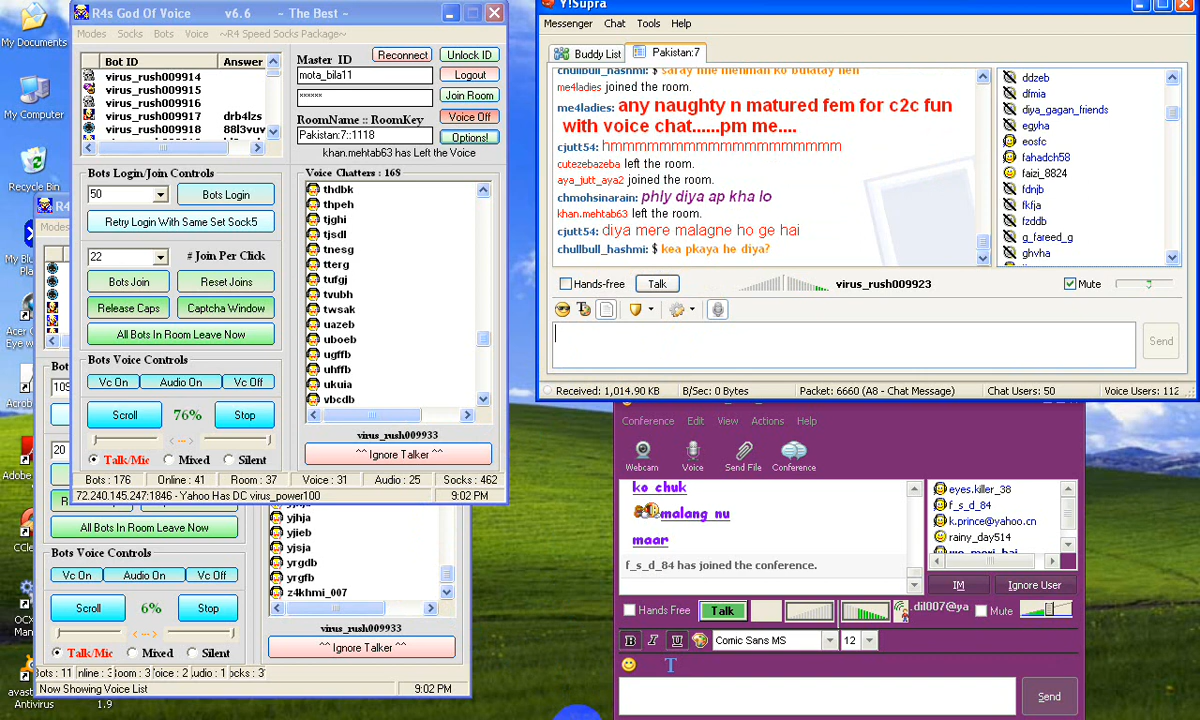 My Documents
My Computer
Recycle Bin
R4s God Of Voice v6.6 - The Best -
Modes Socks Bots Voice ~R4 Speed Socks Package~
Bot ID Answer
virus_rush009914
virus_rush009915
virus_rush009916
virus_rush009917 drb4lzs
virus_rush009918 88l3vuv
Master ID
Reconnect
Unlock ID
mota_bila11
Logout
******
Join Room
RoomName :: RoomKey
Voice Off
Pakistan:7::1118
Options!
khan.mehtab63 has Left the Voice
Bots Login/Join Controls
50
Bots Login
Retry Login With Same Set Sock5
22
# Join Per Click
Bots Join
Reset Joins
Release Caps
Captcha Window
All Bots In Room Leave Now
Bots Voice Controls
Vc On
Audio On
Vc Off
Scroll
76%
Stop
<...>
Talk/Mic
Mixed
Silent
Voice Chatters : 168
thdbk
thpeh
tjghi
tjsdl
tnesg
tterg
tufgj
tvubh
twsak
uazeb
uboeb
ugffb
uhffb
ukuia
vbcdb
virus_rush009933
^^ Ignore Talker ^^
Bots : 176
Online : 41
Room : 37
Voice : 31
Audio : 25
Socks : 462
72.240.145.247:1846 - Yahoo Has DC virus_power100
9:02 PM
R4
Modes
20
All Bots In Room Leave Now
Bots Voice Controls
Vc On
Audio On
Vc Off
Scroll
6%
Stop
<...>
Talk/Mic
Mixed
Silent
yjhja
yjieb
yjsja
yrgdb
yrgfb
z4khmi_007
virus_rush009933
^^ Ignore Talker ^^
Now Showing Voice List
9:02 PM
Antivirus
1.9
Y!Supra
Messenger Chat Tools Help
Buddy List
Pakistan:7
me4ladies joined the room.
me4ladies: any naughty n matured fem for c2c fun
with voice chat......pm me....
cjutt54: hmmmmmmmmmmmmmmmmmmmm
cutezebazeba left the room.
aya_jutt_aya2 joined the room.
chmohsinarain: phly diya ap kha lo
khan.mehtab63 left the room.
cjutt54: diya mere malagne ho ge hai
chullbull_hashmi: $ kea pkaya he diya?
ddzeb
dfmia
diya_gagan_friends
egyha
eosfc
fahadch58
faizi_8824
fdnjb
fkfja
fzddb
g_fareed_g
ghvha
Hands-free
Talk
virus_rush009923
Mute
Send
Received: 1,014.90 KB
B/Sec: 0 Bytes
Packet: 6660 (A8 - Chat Message)
Chat Users: 50
Voice Users: 112
Conference Edit View Actions Help
Webcam
Voice
Send File
Conference
ko chuk
malang nu
maar
f_s_d_84 has joined the conference.
eyes.killer_38
f_s_d_84
k.prince@yahoo.cn
rainy_day514
IM
Ignore User
Hands Free
Talk
.dil007@ya
Mute
B I U
Comic Sans MS
12
T
Send